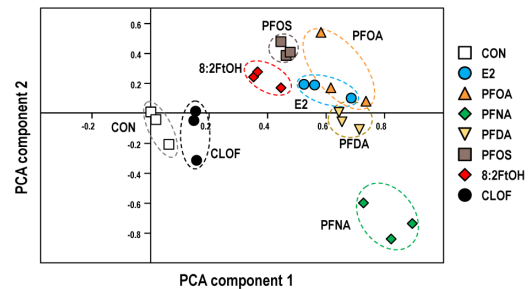 PCA component 2
0.6
0.4
0.2
-0.2
-0.4
-0.6
-0.8
-0.2
0.2
0.4
0.6
0.8
PFOS
PFOA
8:2FtOH
E2
CON
CLOF
PFDA
PFNA
PCA component 1
CON
E2
PFOA
PFNA
PFDA
PFOS
8:2FtOH
CLOF